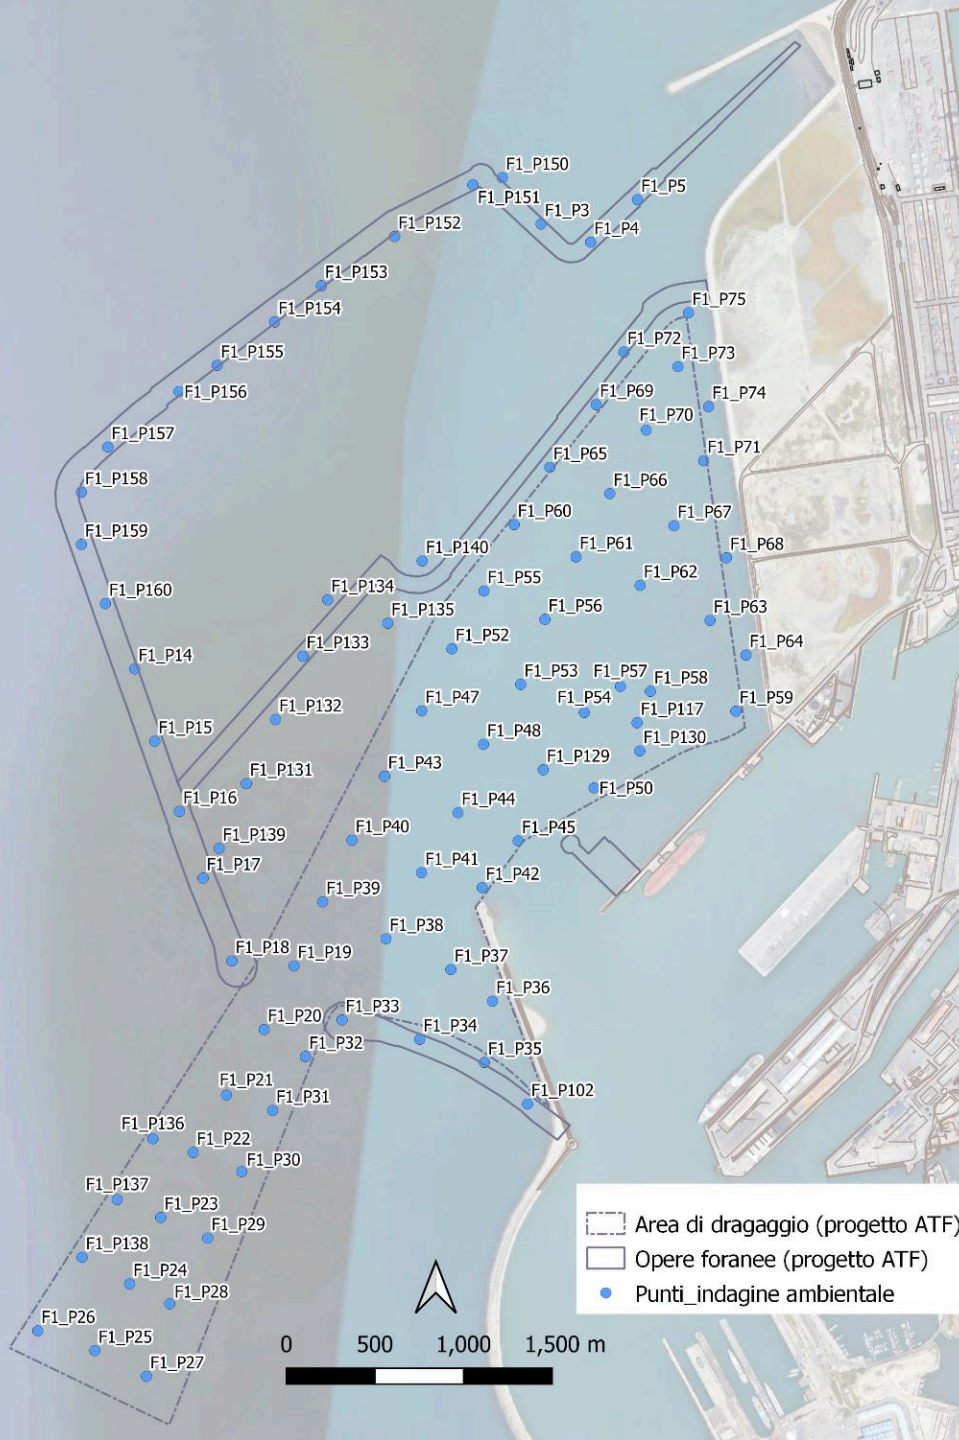 F1_P150
F1_P5
F1_P151
F1_P3
F1_P152
F1_P4
F1_P153
F1_P75
F1_P154
F1_P72
F1_P155
F1_P73
F1_P156
F1_P69
F1_P74
F1_P70
F1_P157
F1_P71
F1_P65
F1_P158
F1_P66
F1_P60
F1_P67
F1_P159
F1_P61
F1_P68
F1_P140
F1_P62
F1_P55
F1_P134
F1_P160
F1_P135
F1_P56
F1_P63
F1_P133
F1_P52
F1_P64
F1_P14
F1_P53
F1_P57
F1_P58
F1_P132
F1_P47
F1_P54
F1_P59
F1_P117
F1_P15
F1_P48
F1_P130
F1_P129
F1_P43
F1_P131
F1_P50
F1_P16
F1_P44
F1_P139
F1_P40
F1_P45
F1_P17
F1_P41
F1_P42
F1_P39
F1_P38
F1_P18
F1_P19
F1_P37
F1_P36
F1_P33
F1_P20
F1_P34
F1_P32
F1_P35
F1_P21
F1_P31
F1_P102
F1_P136
F1_P22
F1_P30
F1_P137
F1_P23
F1_P29
F1_P138
F1_P24
F1_P28
F1_P26
F1_P25
F1_P27
Area di dragaggio (progetto ATF)
Opere foranee (progetto ATF)
Punti_indagine ambientale
0 500 1,000 1,500 m